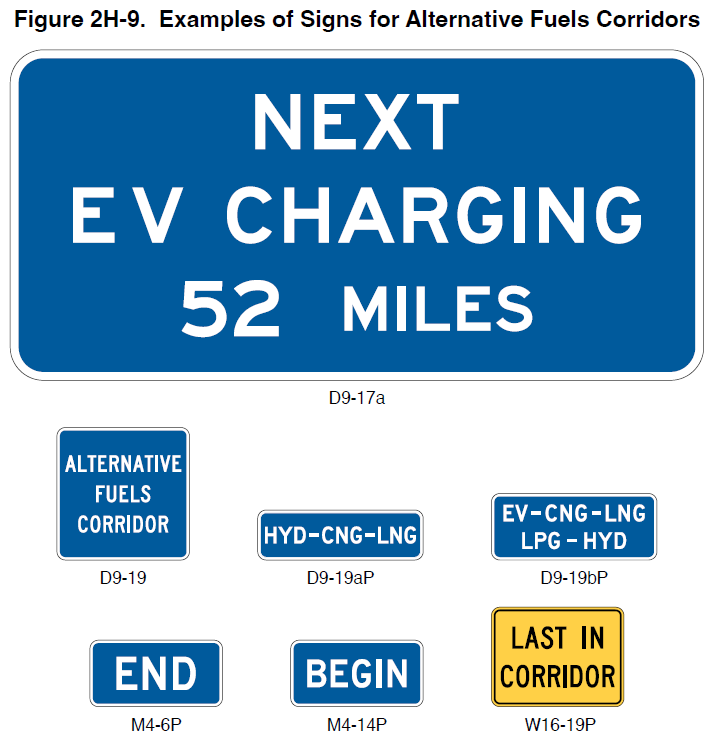 Figure 2H-9. Examples of Signs for Alternative Fuels Corridors
NEXT
EV CHARGING
52 MILES
D9-17a
ALTERNATIVE
FUELS
CORRIDOR
D9-19
HYD-CNG-LNG
D9-19aP
EV-CNG-LNG
LPG-HYD
D9-19bP
END
M4-6P
BEGIN
M4-14P
LAST IN
CORRIDOR
W16-19P